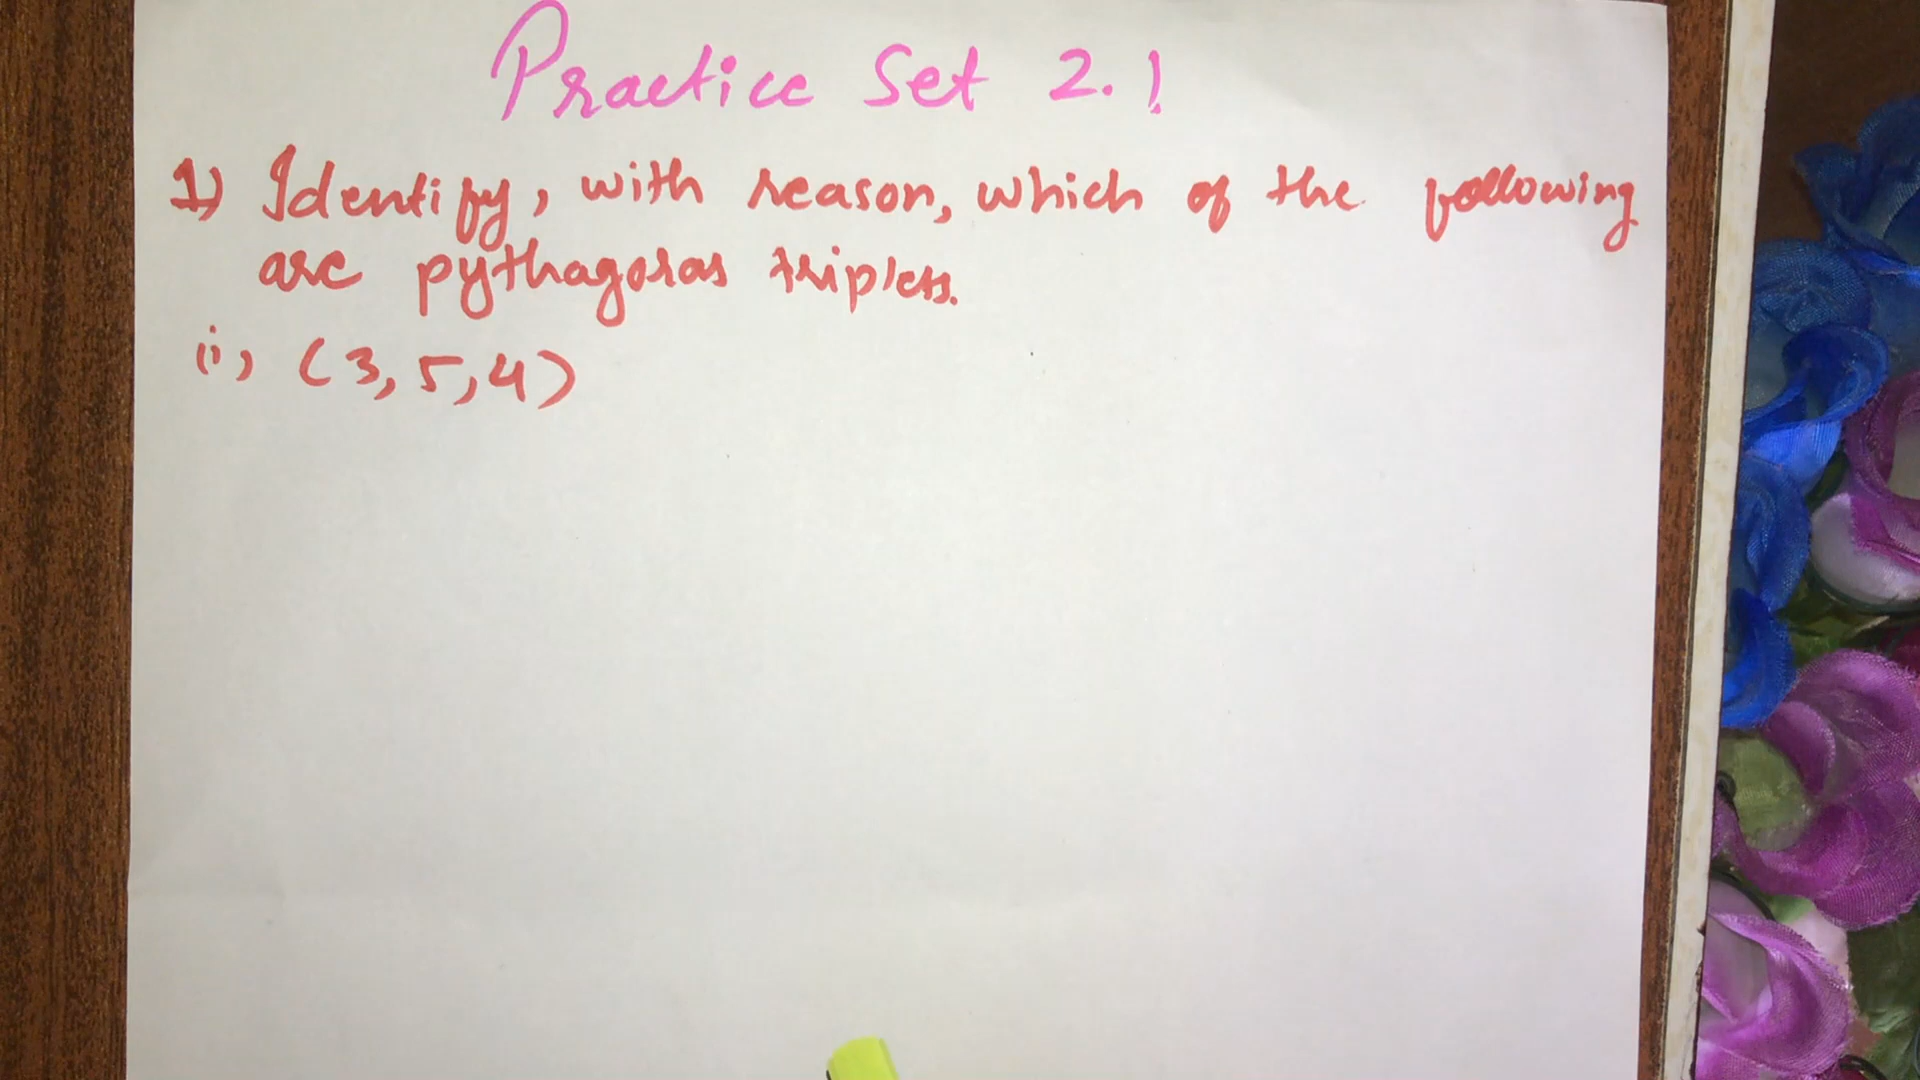 Practice Set 2.1
1) Identify, with reason, which of the following
are pythagoras triplets.
(i) (3,5,4)